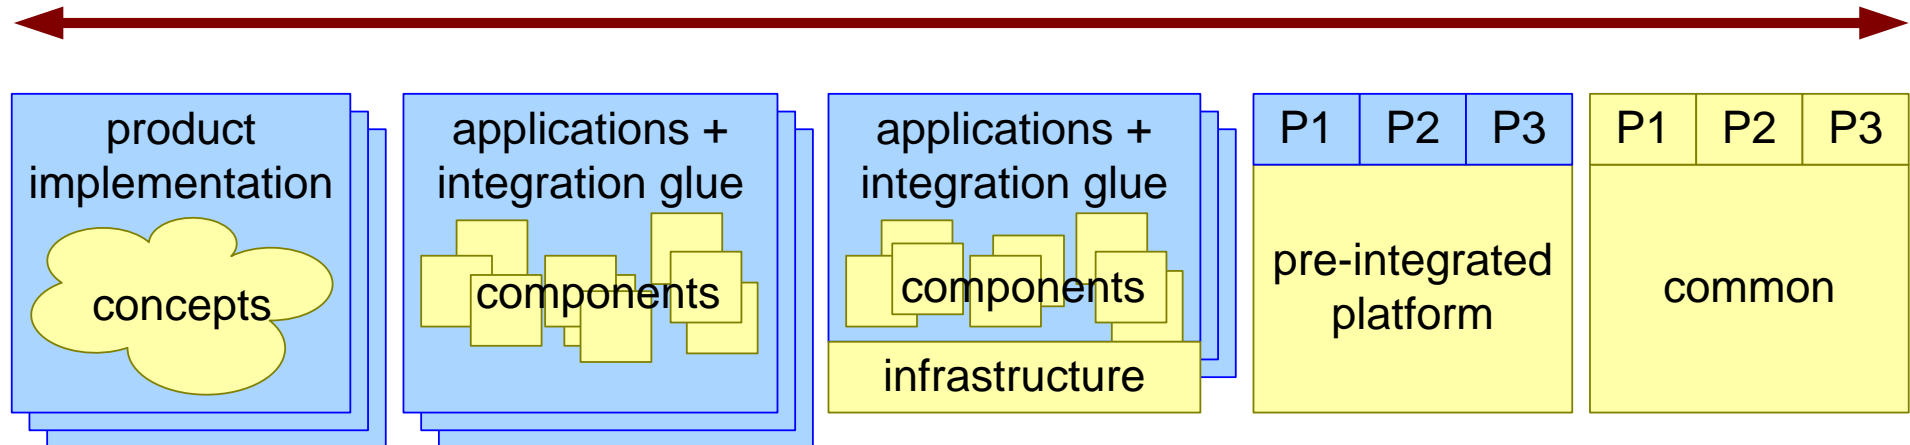 product
implementation
concepts
applications +
integration glue
components
applications +
integration glue
components
infrastructure
P1 P2 P3
pre-integrated
platform
P1 P2 P3
common